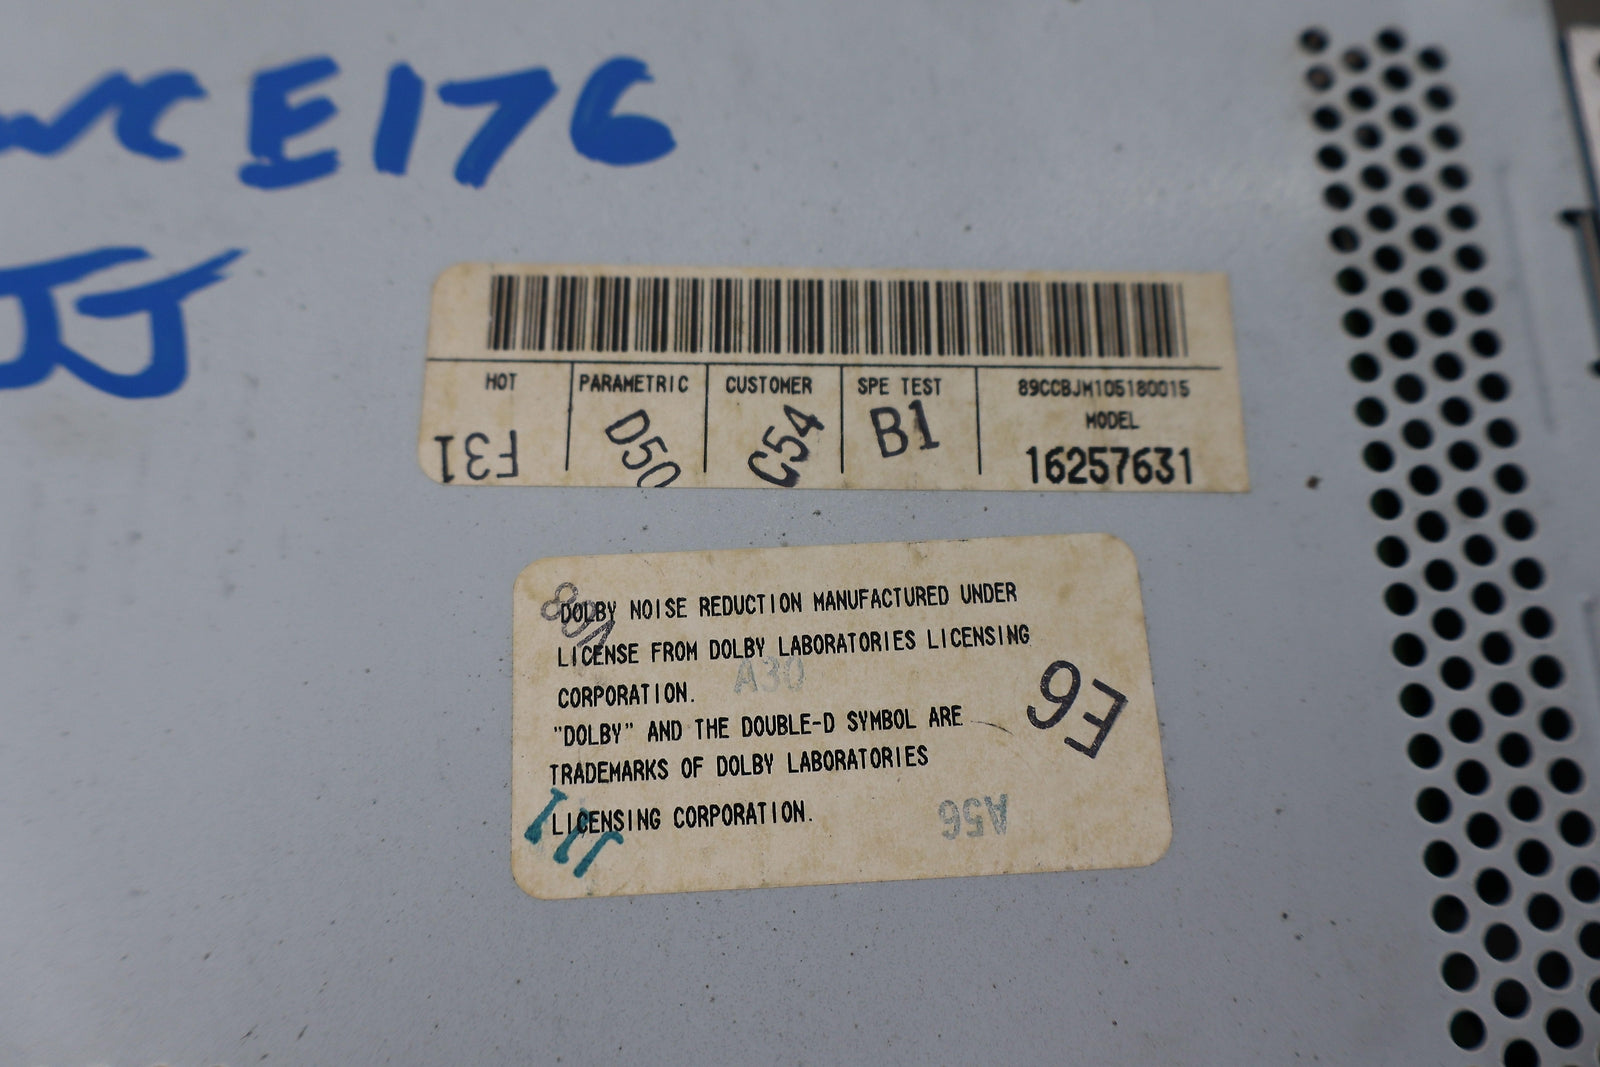 E176
JJ
HOT PARAMETRIC CUSTOMER SPE TEST 89CCBJM105180015
MODEL
F31 D50 C54 B1 16257631
DOLBY NOISE REDUCTION MANUFACTURED UNDER
LICENSE FROM DOLBY LABORATORIES LICENSING
CORPORATION. A30
"DOLBY" AND THE DOUBLE-D SYMBOL ARE
E6
TRADEMARKS OF DOLBY LABORATORIES
LICENSING CORPORATION.
A56